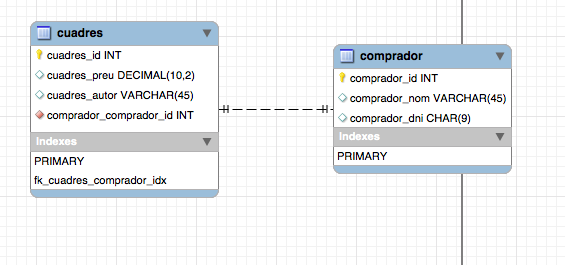 cuadres
cuadres_id INT
cuadres_preu DECIMAL(10,2)
cuadres_autor VARCHAR(45)
comprador_comprador_id INT
Indexes
PRIMARY
fk_cuadres_comprador_idx
comprador
comprador_id INT
comprador_nom VARCHAR(45)
comprador_dni CHAR(9)
Indexes
PRIMARY